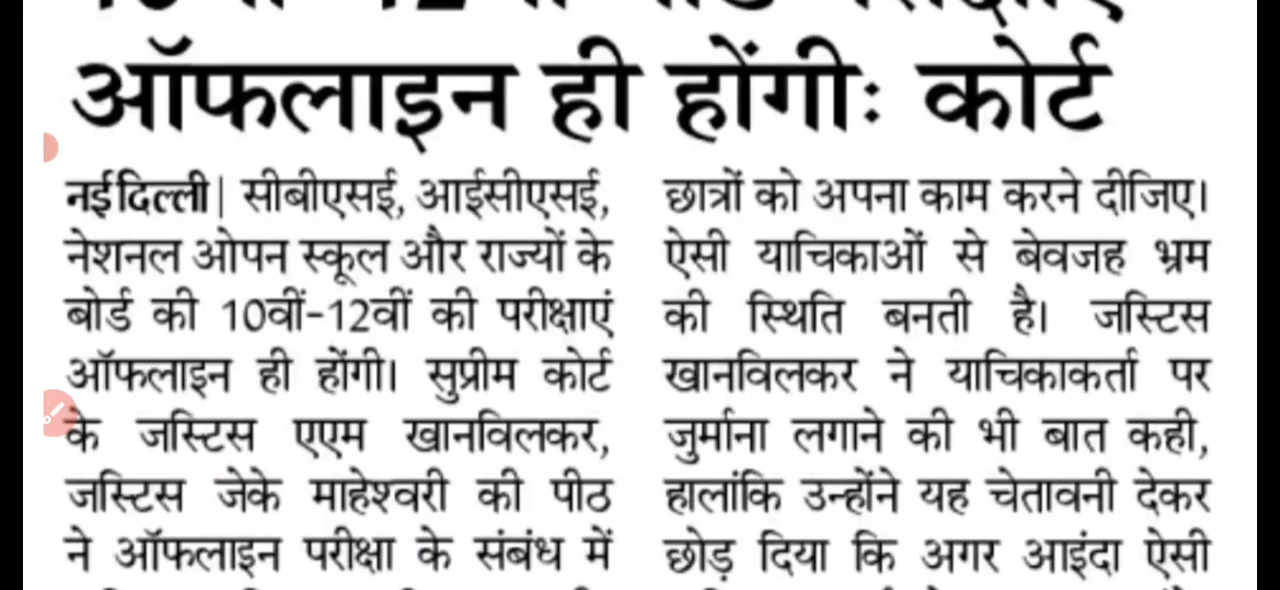 ऑफलाइन ही होंगीः कोर्ट
नई दिल्ली| सीबीएसई, आईसीएसई,
नेशनल ओपन स्कूल और राज्यों के
बोर्ड की 10वीं-12वीं की परीक्षाएं
ऑफलाइन ही होंगी। सुप्रीम कोर्ट
के जस्टिस एएम खानविलकर,
जस्टिस जेके माहेश्वरी की पीठ
ने ऑफलाइन परीक्षा के संबंध में
छात्रों को अपना काम करने दीजिए।
ऐसी याचिकाओं से बेवजह भ्रम
की स्थिति बनती है। जस्टिस
खानविलकर ने याचिकाकर्ता पर
जुर्माना लगाने की भी बात कही,
हालांकि उन्होंने यह चेतावनी देकर
छोड़ दिया कि अगर आइंदा ऐसी